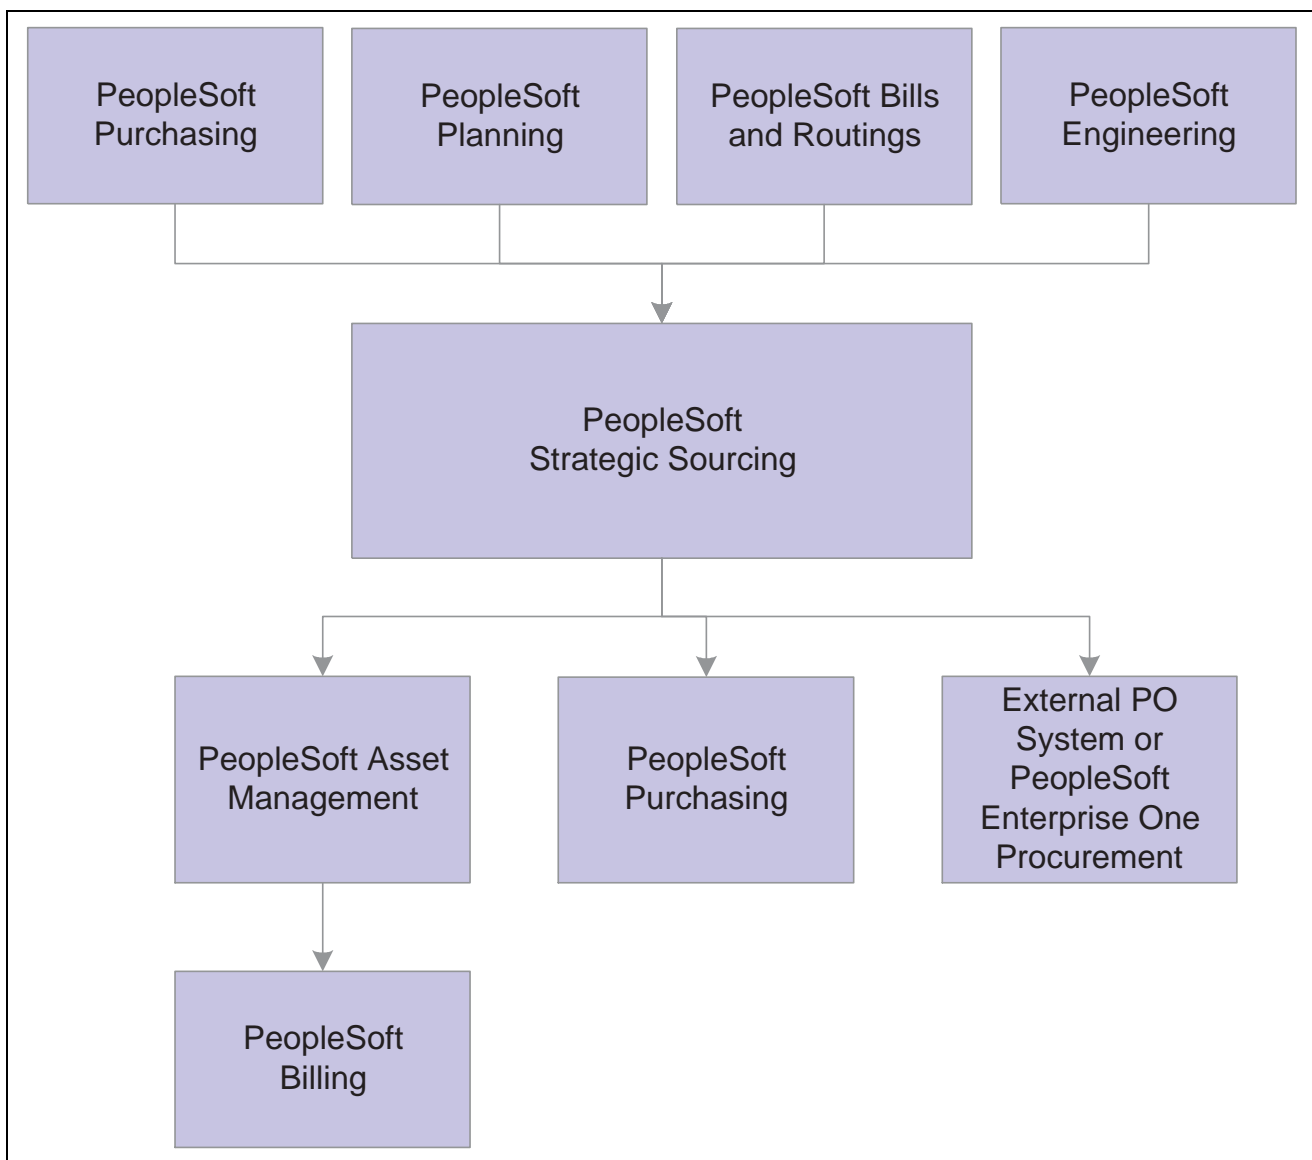 PeopleSoft
Purchasing
PeopleSoft
Planning
PeopleSoft Bills
and Routings
PeopleSoft
Engineering
PeopleSoft
Strategic Sourcing
PeopleSoft Asset
Management
PeopleSoft
Purchasing
External PO
System or
PeopleSoft
Enterprise One
Procurement
PeopleSoft
Billing